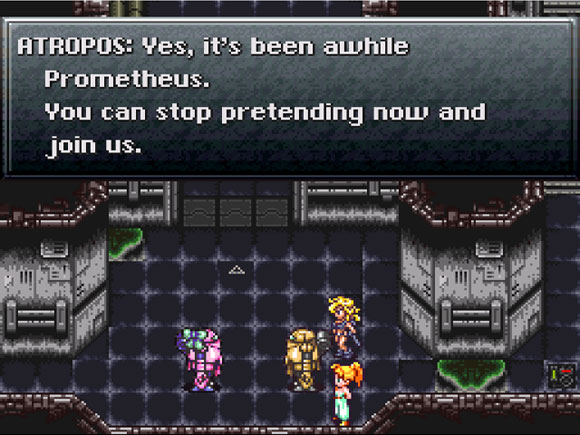 ATROPOS: Yes, it's been awhile
Prometheus.
You can stop pretending now and
join us.